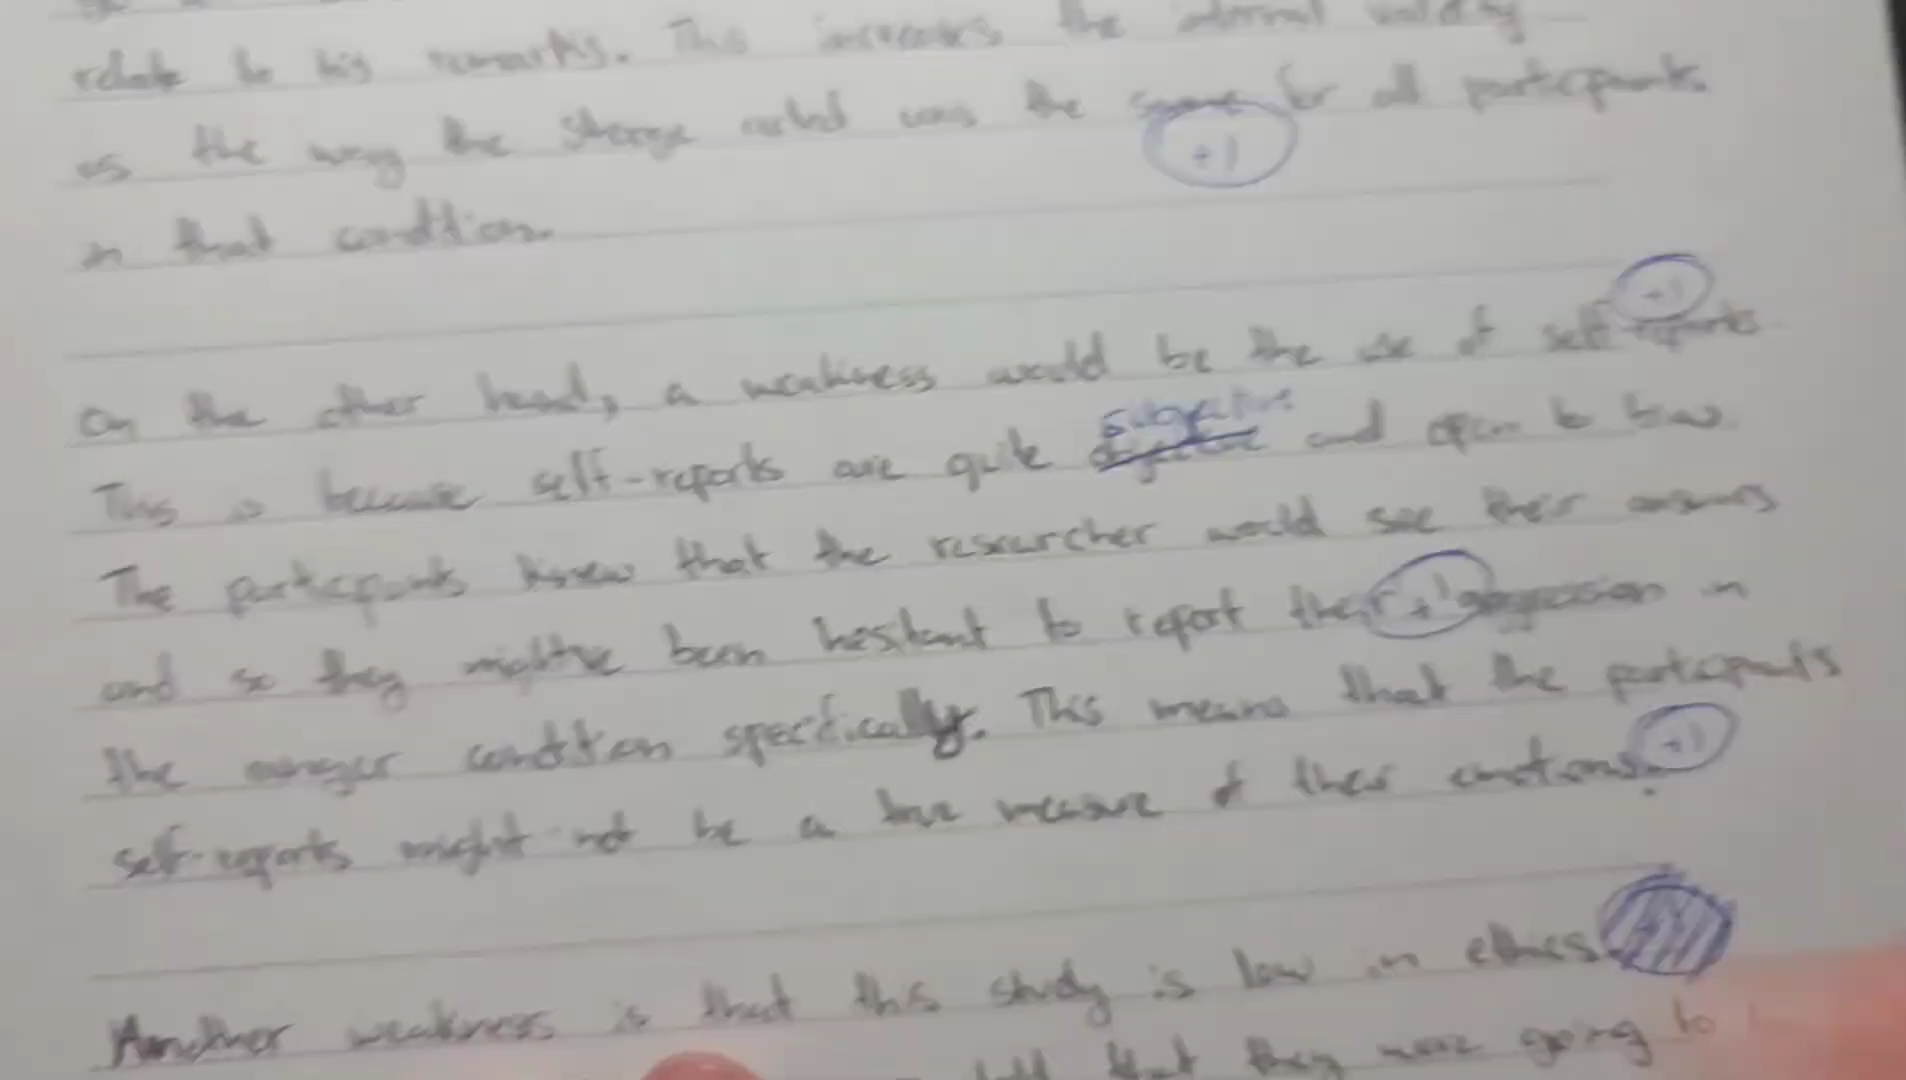 relate to his remarks. This increases the internal validity
as the way the stooge acted was the same for all participants
+1
in that condition.
+1
On the other hand, a weakness would be the use of self reports
subjective
This is because self-reports are quite objective and open to bias.
The participants knew that the researcher would see their answers
and so they might've been hesitant to report their +1 aggression in
the anger condition specifically. This means that the participants
+1
self-reports might not be a true measure of their emotions.
Another weakness is that this study is low in ethics
that they were going to